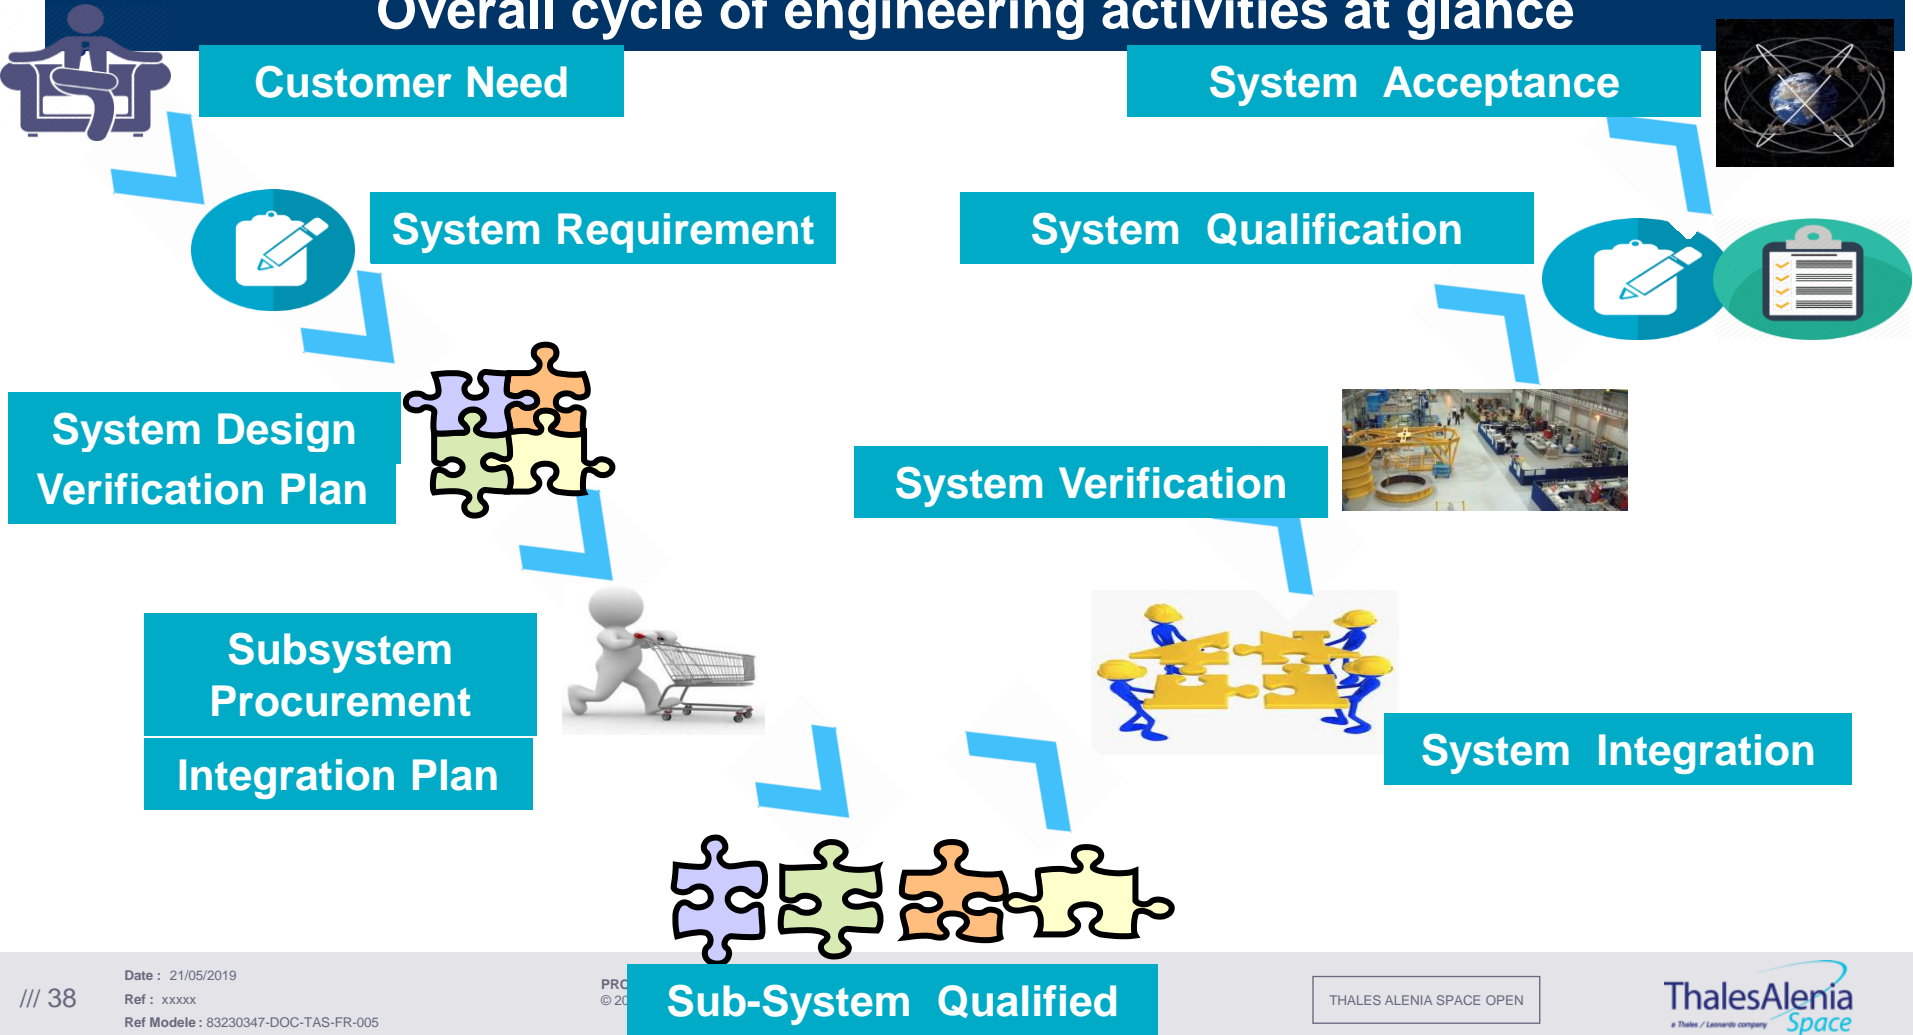 Overall cycle of engineering activities at glance
Customer Need
System Acceptance
System Requirement
System Qualification
System Design
Verification Plan
System Verification
Subsystem
Procurement
Integration Plan
System Integration
Sub-System Qualified
/// 38
Date : 21/05/2019
Ref : xxxxx
Ref Modele : 83230347-DOC-TAS-FR-005
THALES ALENIA SPACE OPEN
ThalesAlenia
a Thales / Leonardo company
Space